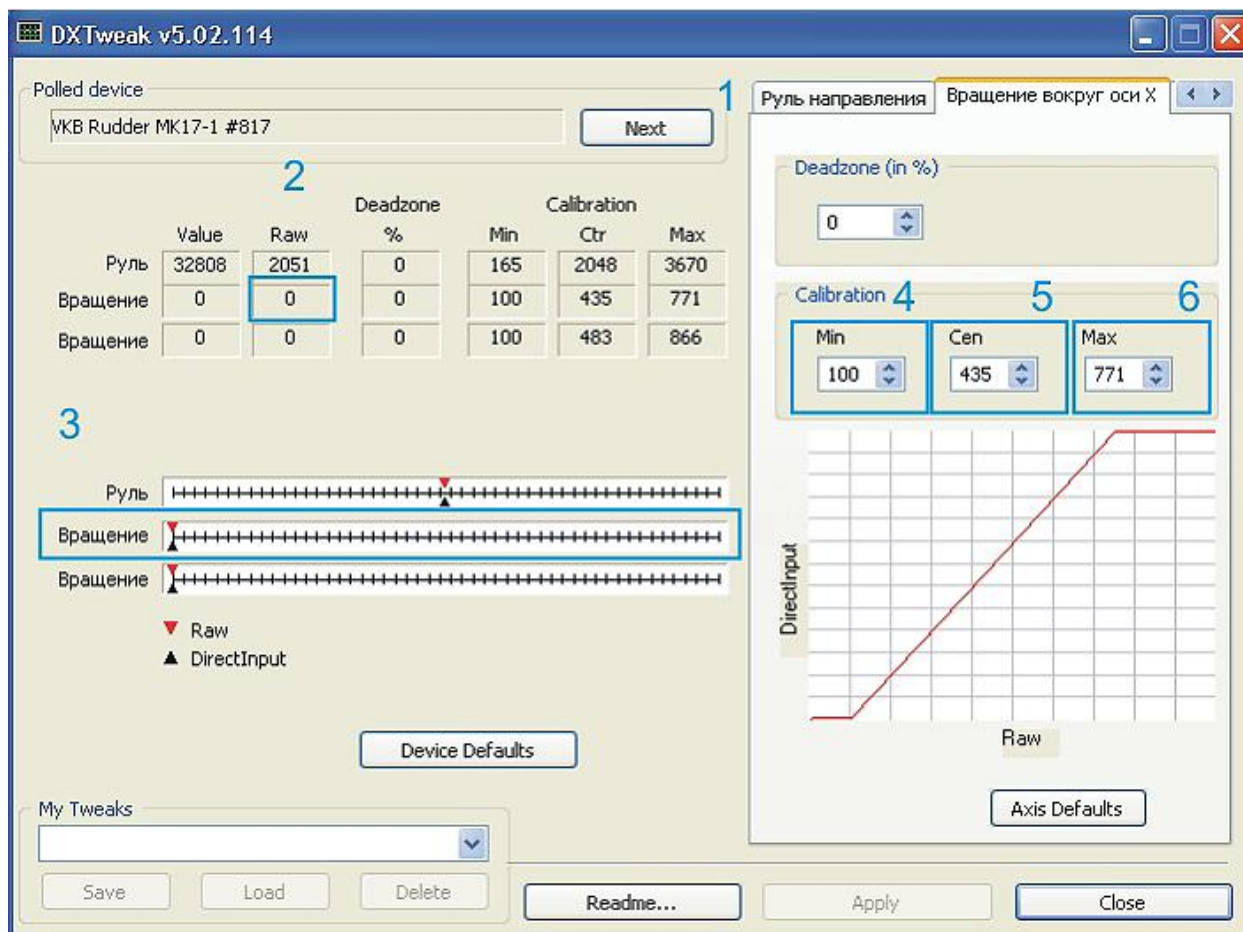 DXTweak v5.02.114
Polled device
VKB Rudder MK17-1 #817
Next
1
Руль направления
Вращение вокруг оси X
2
Deadzone Calibration
Value Raw % Min Ctr Max
Руль 32808 2051 0 165 2048 3670
Вращение 0 0 0 100 435 771
Вращение 0 0 0 100 483 866
Deadzone (in %)
0
Calibration 4 5 6
Min Cen Max
100 435 771
3
Руль
Вращение
Вращение
Raw
DirectInput
DirectInput
Raw
Device Defaults
Axis Defaults
My Tweaks
Save Load Delete
Readme... Apply Close